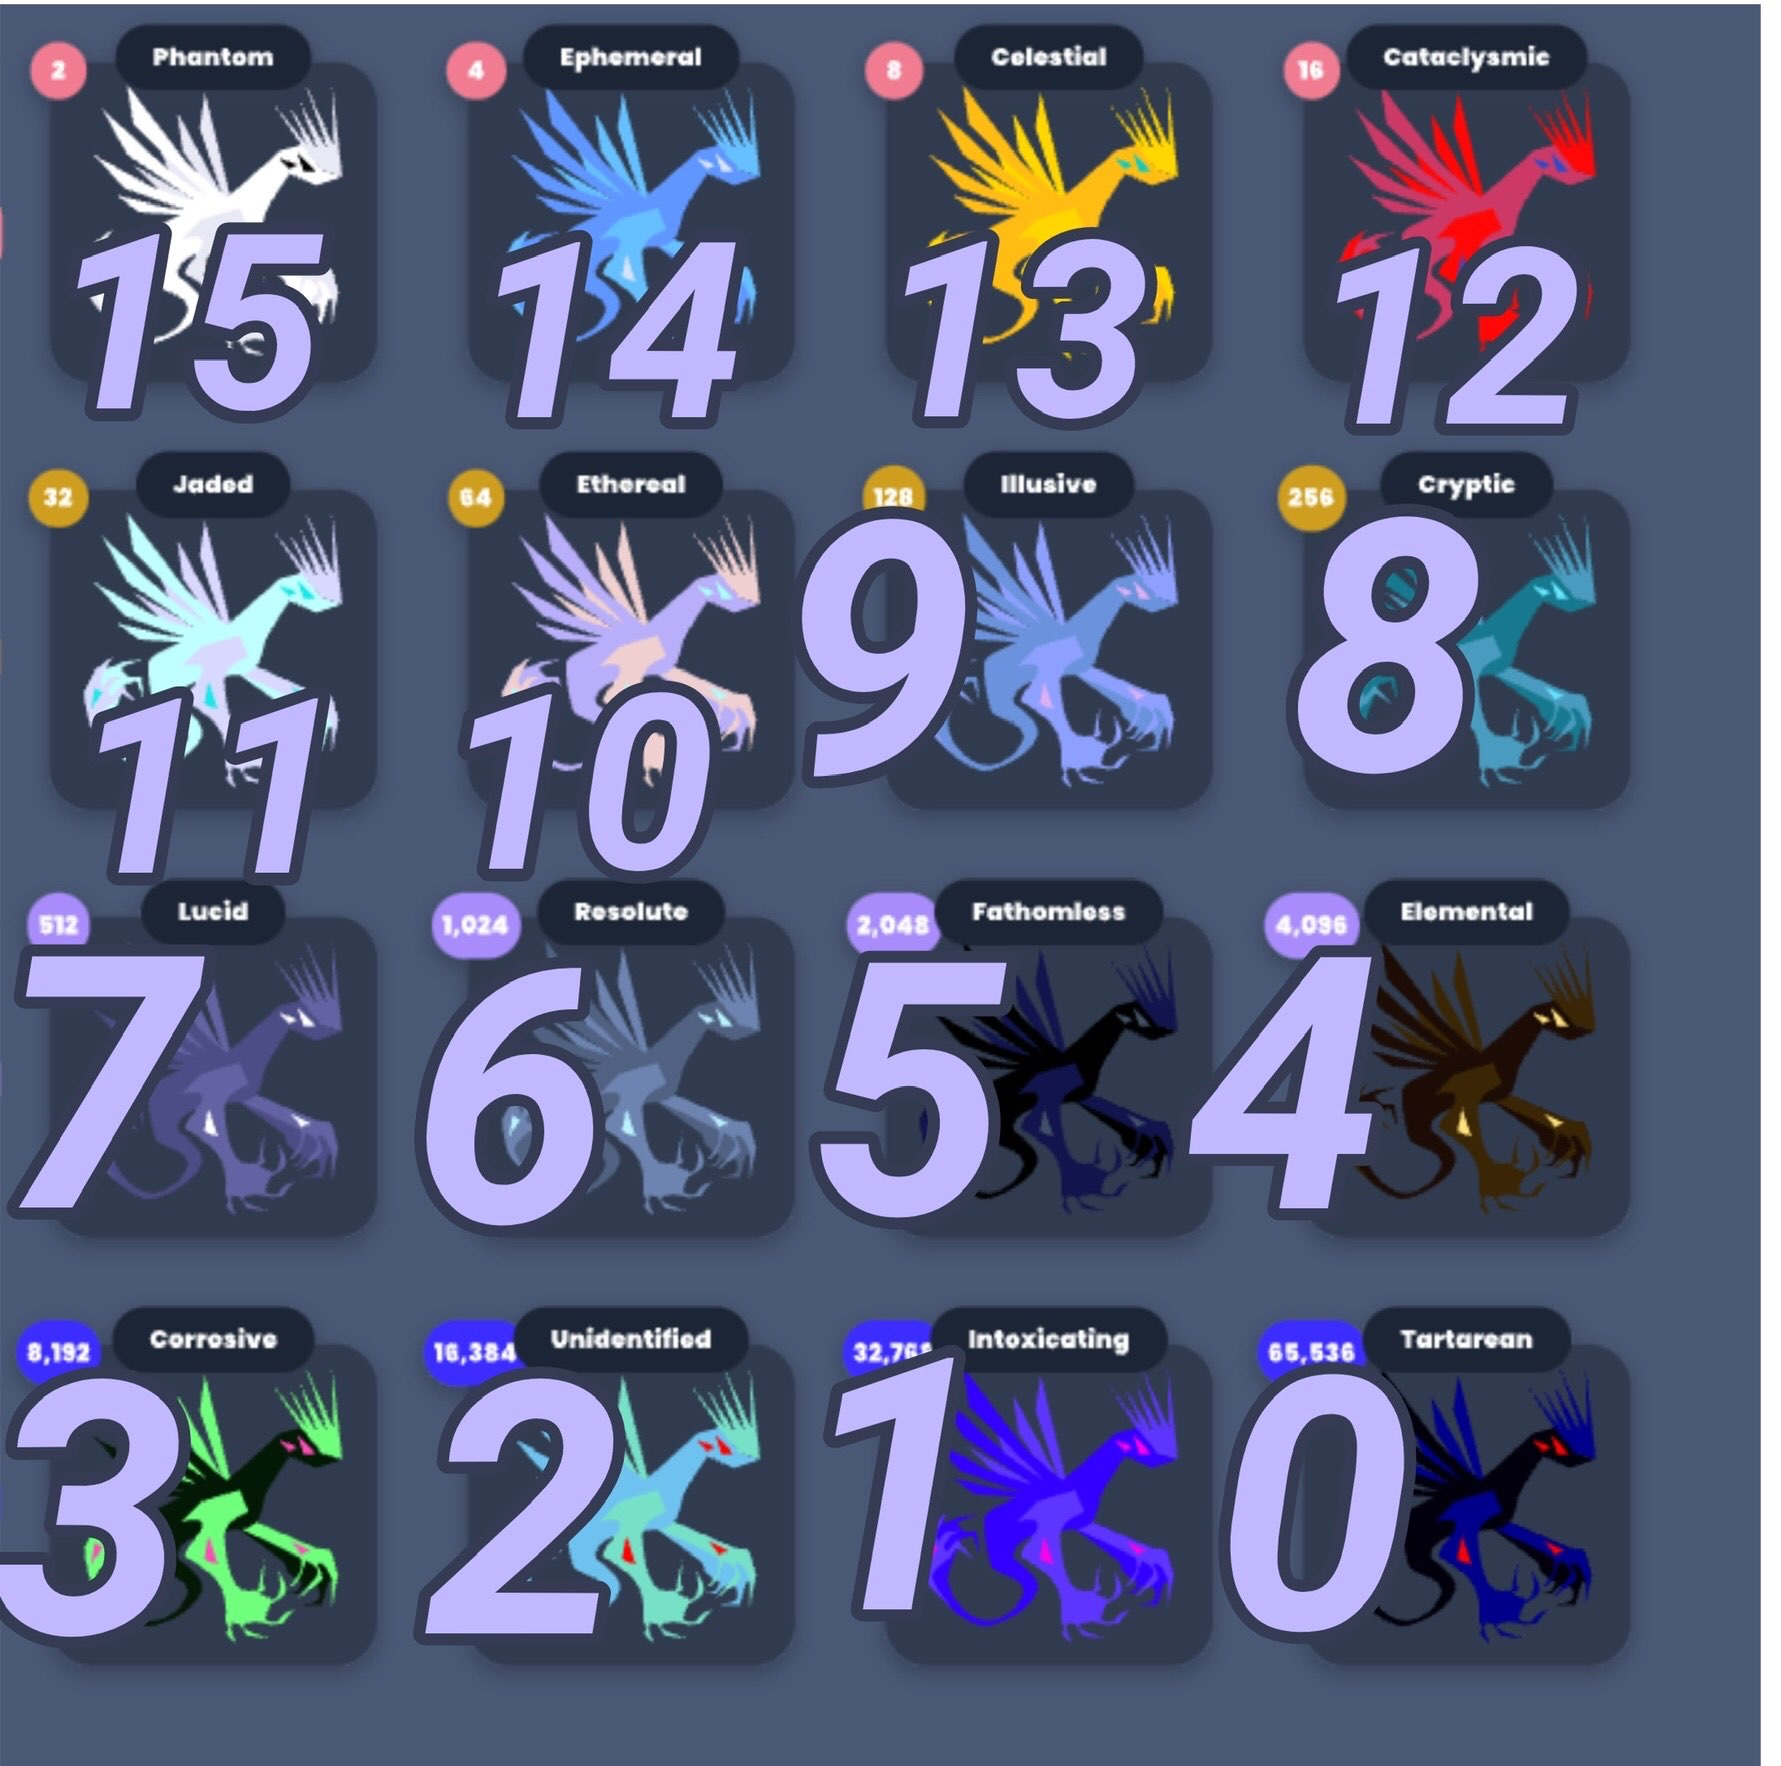 2 Phantom 4 Ephemeral 8 Celestial 16 Cataclysmic
15 14 13 12
32 Jaded 64 Ethereal 128 Illusive 256 Cryptic
9 8
11 10
512 Lucid 1,024 Resolute 2,048 Fathomless 4,096 Elemental
7 6 5 4
8,192 Corrosive 16,384 Unidentified 32,768 Intoxicating 65,536 Tartarean
3 2 1 0